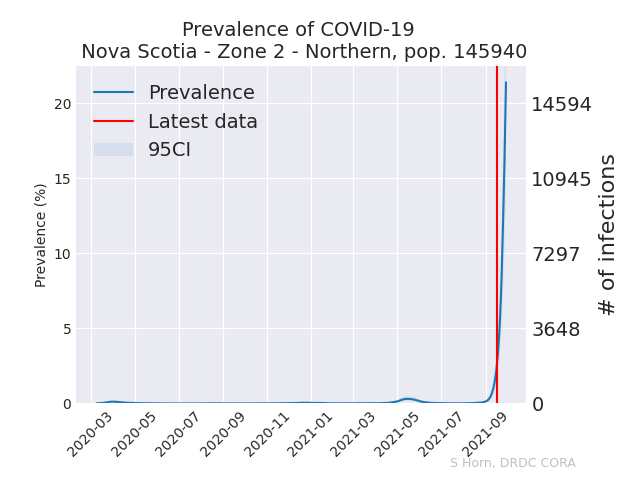 Prevalence of COVID-19
Nova Scotia - Zone 2 - Northern, pop. 145940
Prevalence
Latest data
95CI
Prevalence (%)
20
15
10
5
0
14594
10945
7297
3648
0
# of infections
2020-03
2020-05
2020-07
2020-09
2020-11
2021-01
2021-03
2021-05
2021-07
2021-09
S Horn, DRDC CORA